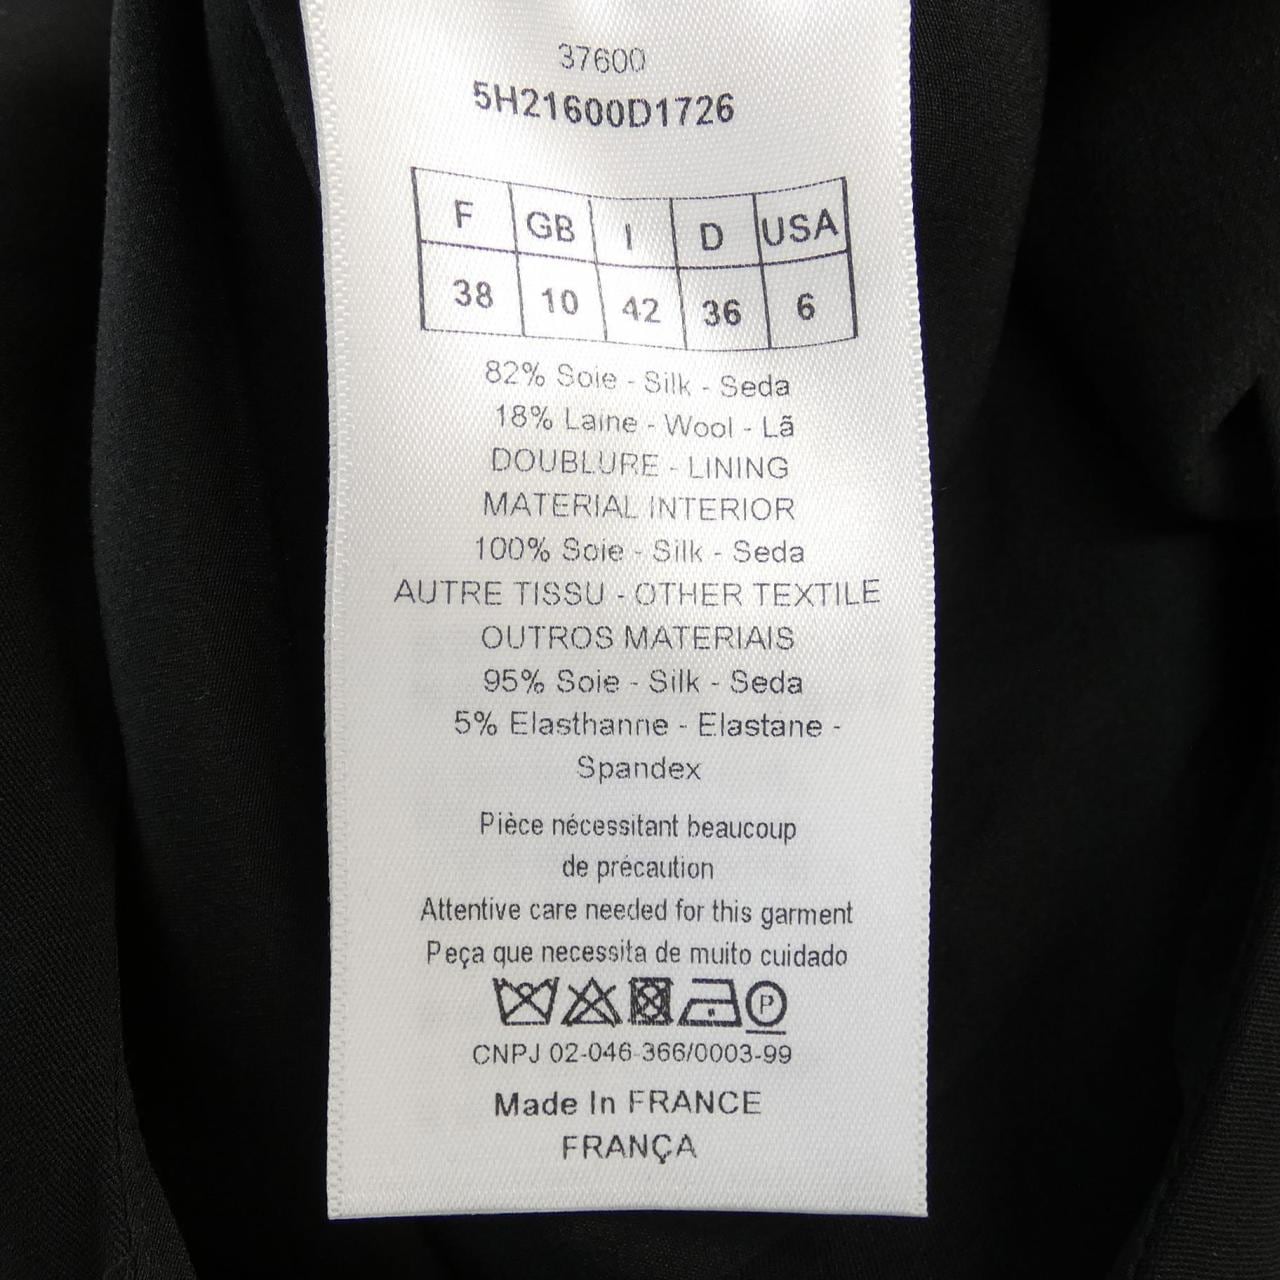 37600
5H21600D1726
F GB I D USA
38 10 42 36 6
82% Soie - Silk - Seda
18% Laine - Wool - Lã
DOUBLURE - LINING
MATERIAL INTERIOR
100% Soie - Silk - Seda
AUTRE TISSU - OTHER TEXTILE
OUTROS MATERIAIS
95% Soie - Silk - Seda
5% Elasthanne - Elastane -
Spandex
Pièce nécessitant beaucoup
de précaution
Attentive care needed for this garment
Peça que necessita de muito cuidado
P
CNPJ 02-046-366/0003-99
Made In FRANCE
FRANÇA